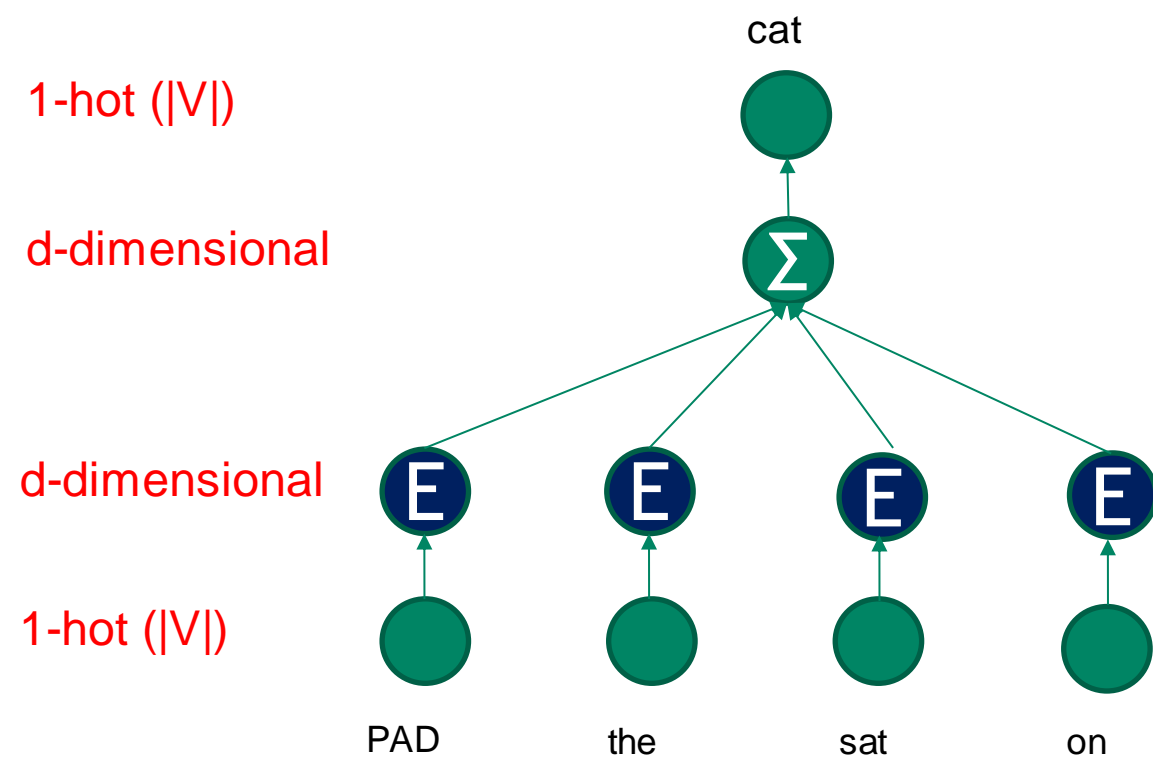 cat
1-hot (|V|)
d-dimensional
Σ
d-dimensional
E E E E
1-hot (|V|)
PAD the sat on